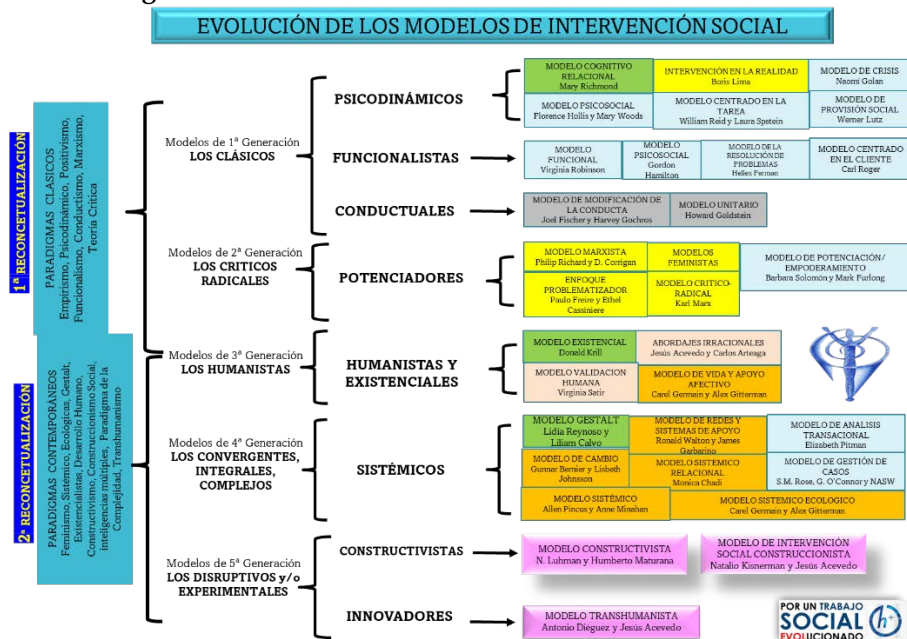 EVOLUCIÓN DE LOS MODELOS DE INTERVENCIÓN SOCIAL
1ª RECONCETUALIZACIÓN
PARADIGMAS CLASICOS
Empirismo, Psicodinámico, Positivismo,
Funcionalismo, Conductismo, Marxismo,
Teoría Critica
2ª RECONCETUALIZACIÓN
PARADIGMAS CONTEMPORÁNEOS
Feminismo, Sistémico, Ecológicas, Gestalt,
Existencialistas, Desarrollo Humano,
Constructivismo, Construccionismo Social,
inteligencias múltiples, Paradigma de la
Complejidad, Transhumanismo
Modelos de 1ª Generación
LOS CLÁSICOS
PSICODINÁMICOS
MODELO COGNITIVO
RELACIONAL
Mary Richmond
INTERVENCIÓN EN LA REALIDAD
Boris Lima
MODELO DE CRISIS
Naomi Golan
MODELO PSICOSOCIAL
Florence Hollis y Mary Woods
MODELO CENTRADO EN LA
TAREA
William Reid y Laura Spstein
MODELO DE
PROVISIÓN SOCIAL
Werner Lutz
FUNCIONALISTAS
MODELO
FUNCIONAL
Virginia Robinson
MODELO
PSICOSOCIAL
Gordon
Hamilton
MODELO DE LA
RESOLUCIÓN DE
PROBLEMAS
Hellen Perman
MODELO CENTRADO
EN EL CLIENTE
Carl Roger
CONDUCTUALES
MODELO DE MODIFICACIÓN DE
LA CONDUCTA
Joel Fischer y Harvey Gochros
MODELO UNITARIO
Howard Goldstein
Modelos de 2ª Generación
LOS CRITICOS
RADICALES
POTENCIADORES
MODELO MARXISTA
Philip Richard y D. Corrigan
MODELOS
FEMINISTAS
MODELO DE POTENCIACIÓN/
EMPODERAMIENTO
Barbara Solomón y Mark Furlong
ENFOQUE
PROBLEMATIZADOR
Paulo Freire y Ethel
Cassiniere
MODELO CRITICO-
RADICAL
Karl Marx
Modelos de 3ª Generación
LOS HUMANISTAS
HUMANISTAS Y
EXISTENCIALES
MODELO EXISTENCIAL
Donald Krill
ABORDAJES IRRACIONALES
Jesús Acevedo y Carlos Arteaga
MODELO VALIDACION
HUMANA
Virginia Satir
MODELO DE VIDA Y APOYO
AFECTIVO
Carel Germain y Alex Gitterman
Modelos de 4ª Generación
LOS CONVERGENTES,
INTEGRALES,
COMPLEJOS
SISTÉMICOS
MODELO GESTALT
Lidia Reynoso y
Liliam Calvo
MODELO DE REDES Y
SISTEMAS DE APOYO
Ronald Walton y James
Garbarino
MODELO DE ANALISIS
TRANSACIONAL
Elizabeth Pitman
MODELO DE CAMBIO
Gunnar Bernier y Lisbeth
Johnsson
MODELO SISTEMICO
RELACIONAL
Monica Chadi
MODELO DE GESTIÓN DE
CASOS
S.M. Rose, G. O'Connor y NASW
MODELO SISTÉMICO
Allen Pincus y Anne Minahan
MODELO SISTEMICO ECOLOGICO
Carel Germain y Alex Gitterman
Modelos de 5ª Generación
LOS DISRUPTIVOS y/o
EXPERIMENTALES
CONSTRUCTIVISTAS
MODELO CONSTRUCTIVISTA
N. Luhman y Humberto Maturana
MODELO DE INTERVENCIÓN
SOCIAL CONSTRUCCIONISTA
Natalio Kisnerman y Jesús Acevedo
INNOVADORES
MODELO TRANSHUMANISTA
Antonio Diéguez y Jesús Acevedo
POR UN TRABAJO
SOCIAL
EVOLUCIONADO
h+